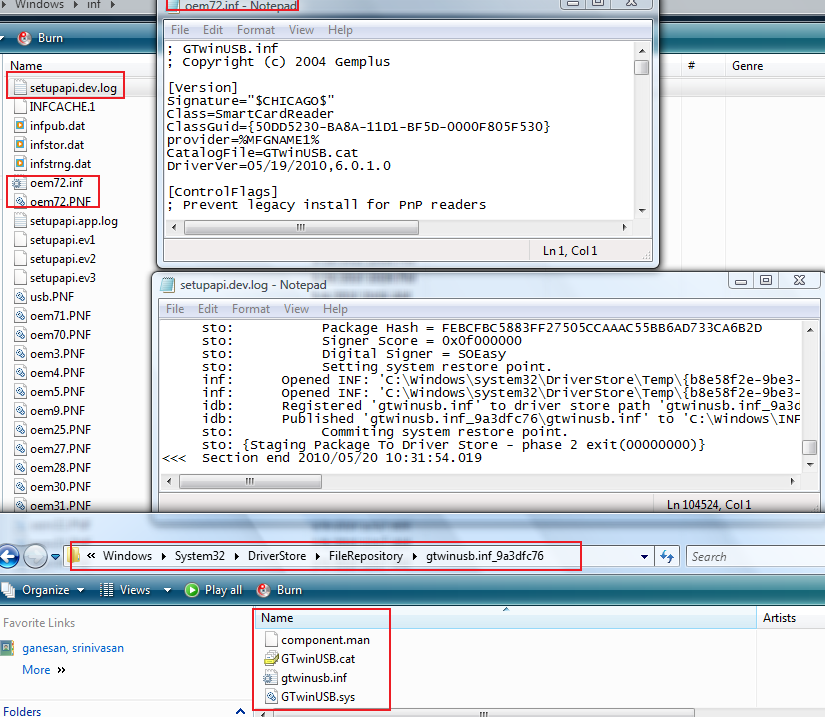 Windows inf
Burn
Name
setupapi.dev.log
INFCACHE.1
infpub.dat
infstor.dat
infstrng.dat
oem72.inf
oem72.PNF
setupapi.app.log
setupapi.ev1
setupapi.ev2
setupapi.ev3
usb.PNF
oem71.PNF
oem70.PNF
oem3.PNF
oem4.PNF
oem5.PNF
oem9.PNF
oem25.PNF
oem27.PNF
oem28.PNF
oem30.PNF
oem31.PNF
# Genre
oem72.inf - Notepad
File Edit Format View Help
; GTwinUSB.inf
; Copyright (c) 2004 Gemplus
[Version]
Signature="$CHICAGO$"
Class=SmartCardReader
ClassGuid={50DD5230-BA8A-11D1-BF5D-0000F805F530}
provider=%MFGNAME1%
CatalogFile=GTwinUSB.cat
DriverVer=05/19/2010,6.0.1.0
[ControlFlags]
; Prevent legacy install for PnP readers
Ln 1, Col 1
setupapi.dev.log - Notepad
File Edit Format View Help
sto: Package Hash = FEBCFBC5883FF27505CCAAAC55BB6AD733CA6B2D
sto: Signer Score = 0x0f000000
sto: Digital Signer = SOEasy
sto: Setting system restore point.
inf: Opened INF: 'C:\Windows\system32\DriverStore\Temp\{b8e58f2e-9be3-
inf: Opened INF: 'C:\Windows\system32\DriverStore\Temp\{b8e58f2e-9be3-
idb: Registered 'gtwinusb.inf' to driver store path 'gtwinusb.inf_9a3d
idb: Published 'gtwinusb.inf_9a3dfc76\gtwinusb.inf' to 'C:\Windows\INF
sto: Commiting system restore point.
sto: {Staging Package To Driver Store - phase 2 exit(00000000)}
<<< Section end 2010/05/20 10:31:54.019
Ln 104524, Col 1
« Windows System32 DriverStore FileRepository gtwinusb.inf_9a3dfc76
Search
Organize Views Play all Burn
Favorite Links
ganesan, srinivasan
More »
Folders
Name
Artists
component.man
GTwinUSB.cat
gtwinusb.inf
GTwinUSB.sys